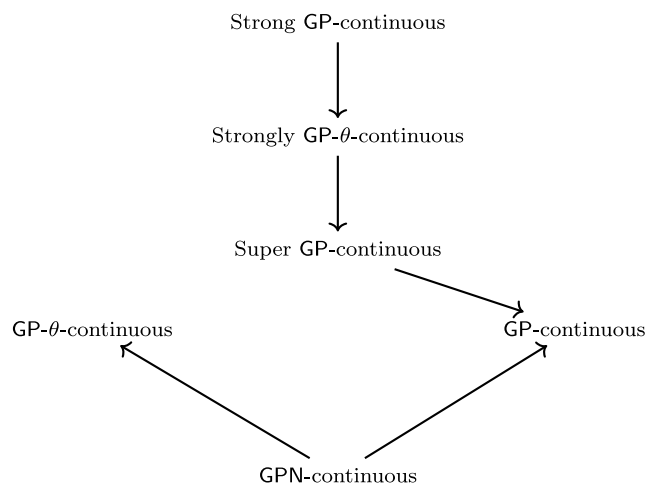 Strong GP-continuous
Strongly GP-θ-continuous
Super GP-continuous
GP-θ-continuous
GP-continuous
GPN-continuous